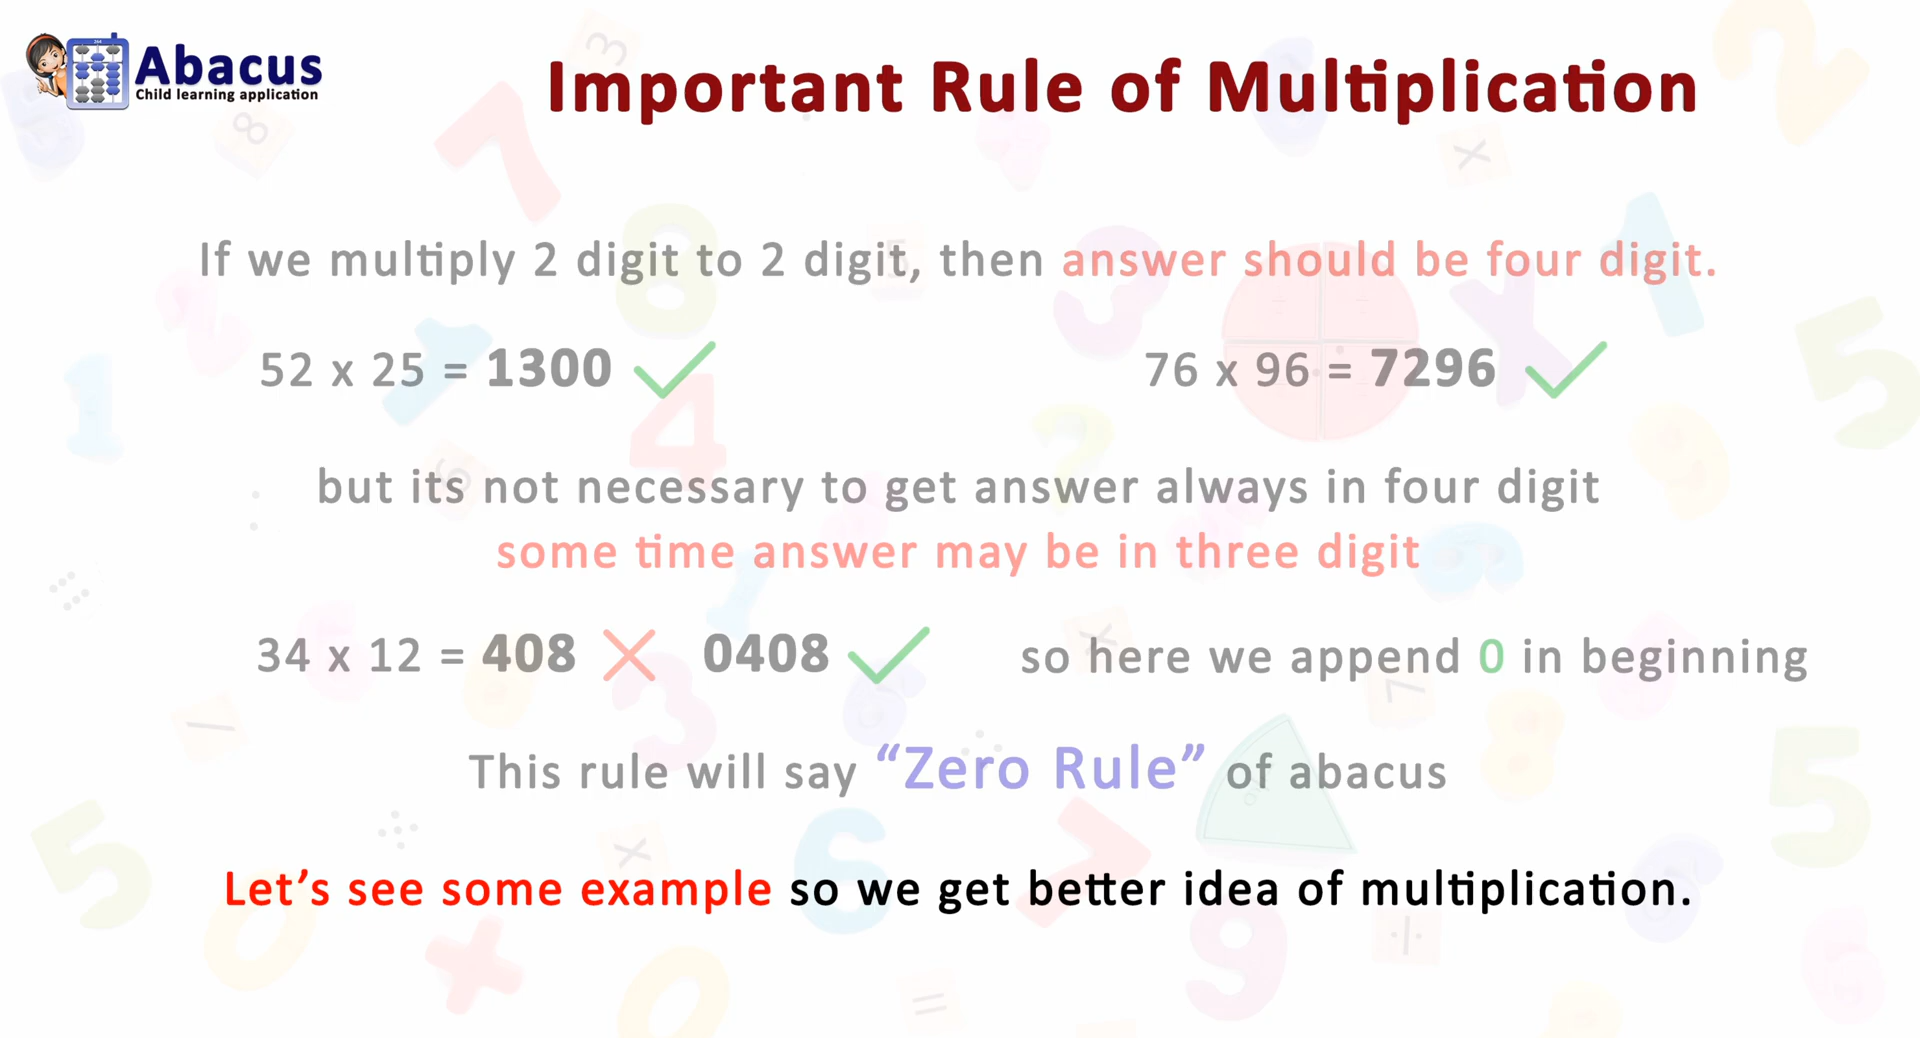 Abacus
Child learning application
Important Rule of Multiplication
If we multiply 2 digit to 2 digit, then answer should be four digit.
52 x 25 = 1300
76 x 96 = 7296
but its not necessary to get answer always in four digit
some time answer may be in three digit
34 x 12 = 408 0408 so here we append 0 in beginning
This rule will say “Zero Rule” of abacus
Let’s see some example so we get better idea of multiplication.